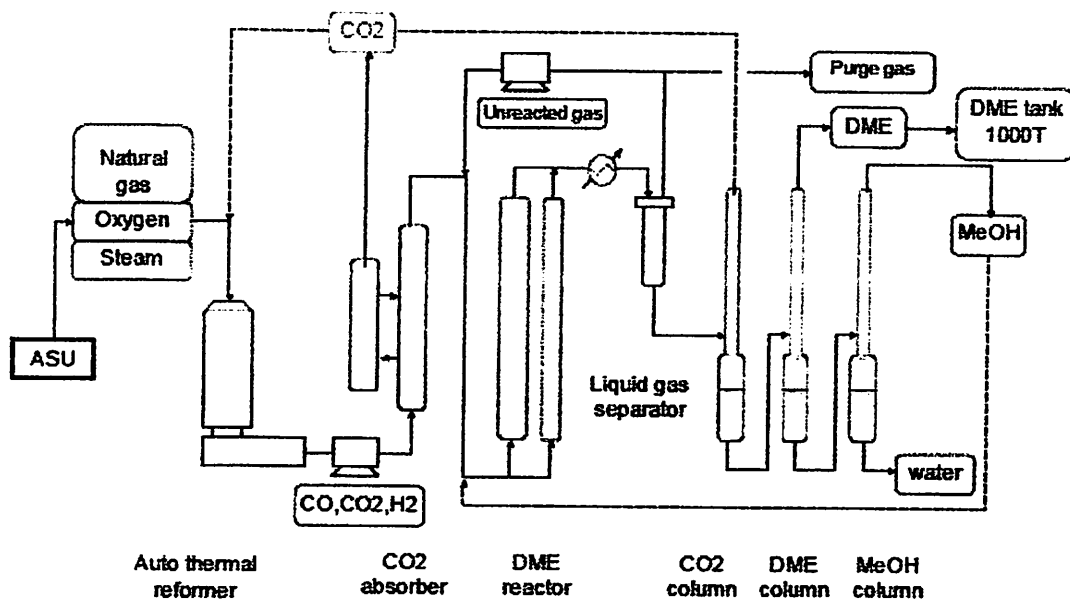 CO2
Purge gas
Unreacted gas
DME
DME tank
1000T
Natural
gas
Oxygen
Steam
MeOH
ASU
Liquid gas
separator
water
CO,CO2,H2
Auto thermal
reformer
CO2
absorber
DME
reactor
CO2
column
DME
column
MeOH
column